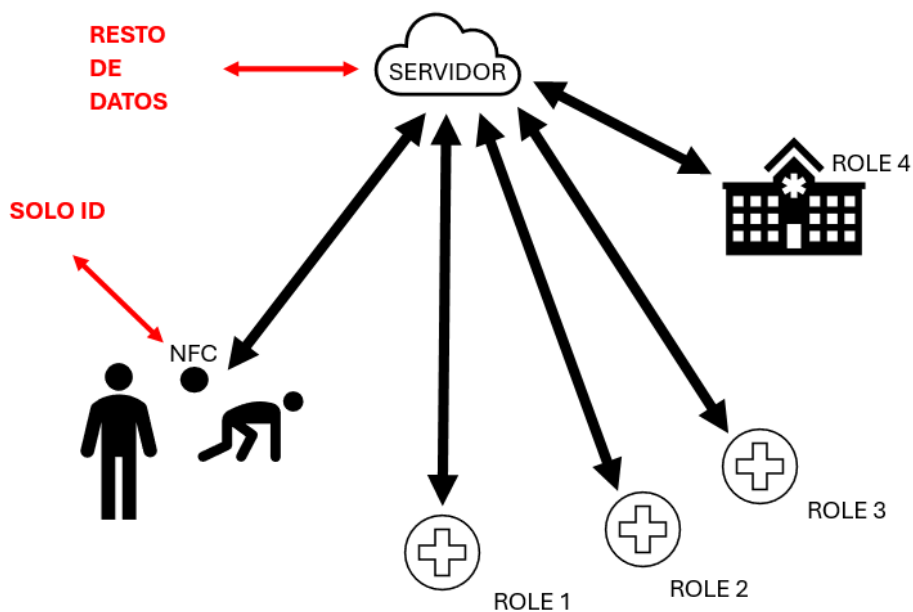 RESTO
DE
DATOS
SERVIDOR
ROLE 4
SOLO ID
NFC
ROLE 3
ROLE 2
ROLE 1